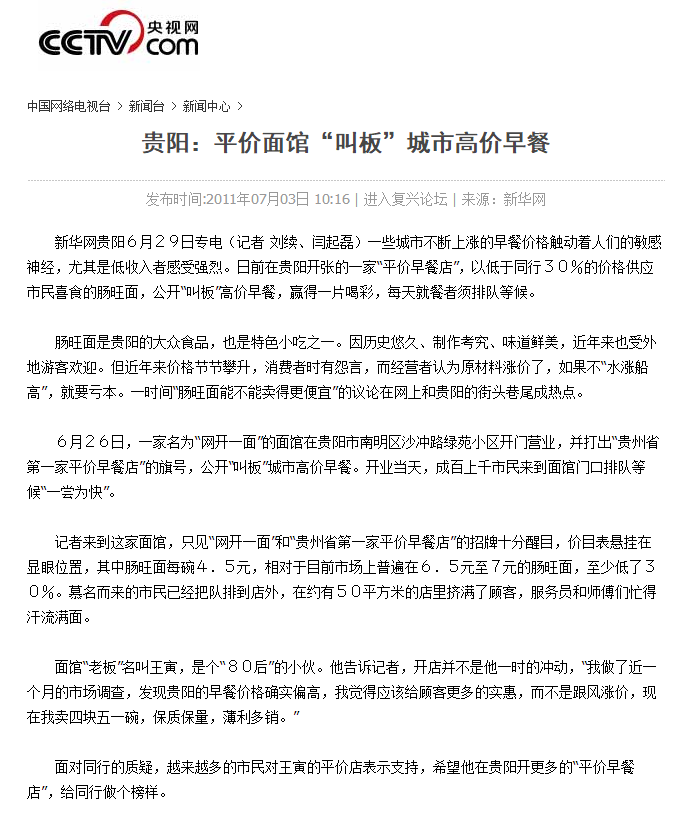 CCTV 央视网
com
中国网络电视台 > 新闻台 > 新闻中心 >
贵阳：平价面馆“叫板”城市高价早餐
发布时间:2011年07月03日 10:16 | 进入复兴论坛 | 来源：新华网
新华网贵阳６月２９日专电（记者 刘续、闫起磊）一些城市不断上涨的早餐价格触动着人们的敏感
神经，尤其是低收入者感受强烈。日前在贵阳开张的一家“平价早餐店”，以低于同行３０％的价格供应
市民喜食的肠旺面，公开“叫板”高价早餐，赢得一片喝彩，每天就餐者须排队等候。
肠旺面是贵阳的大众食品，也是特色小吃之一。因历史悠久、制作考究、味道鲜美，近年来也受外
地游客欢迎。但近年来价格节节攀升，消费者时有怨言，而经营者认为原材料涨价了，如果不“水涨船
高”，就要亏本。一时间“肠旺面能不能卖得更便宜”的议论在网上和贵阳的街头巷尾成热点。
６月２６日，一家名为“网开一面”的面馆在贵阳市南明区沙冲路绿苑小区开门营业，并打出“贵州省
第一家平价早餐店”的旗号，公开“叫板”城市高价早餐。开业当天，成百上千市民来到面馆门口排队等
候“一尝为快”。
记者来到这家面馆，只见“网开一面”和“贵州省第一家平价早餐店”的招牌十分醒目，价目表悬挂在
显眼位置，其中肠旺面每碗４．５元，相对于目前市场上普遍在６．５元至７元的肠旺面，至少低了３
０％。慕名而来的市民已经把队排到店外，在约有５０平方米的店里挤满了顾客，服务员和师傅们忙得
汗流满面。
面馆“老板”名叫王寅，是个“８０后”的小伙。他告诉记者，开店并不是他一时的冲动，“我做了近一
个月的市场调查，发现贵阳的早餐价格确实偏高，我觉得应该给顾客更多的实惠，而不是跟风涨价，现
在我卖四块五一碗，保质保量，薄利多销。”
面对同行的质疑，越来越多的市民对王寅的平价店表示支持，希望他在贵阳开更多的“平价早餐
店”，给同行做个榜样。